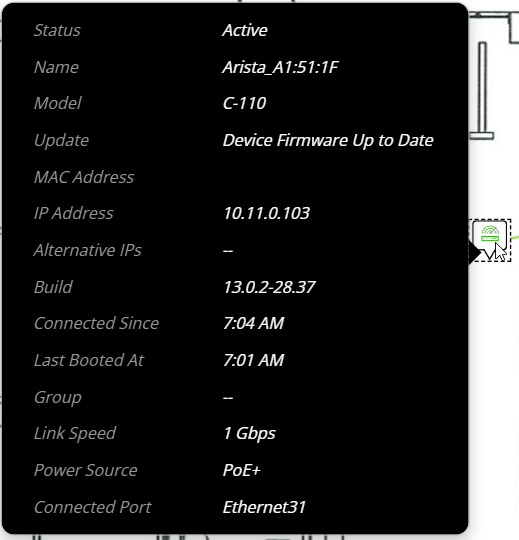 Status Active
Name Arista_A1:51:1F
Model C-110
Update Device Firmware Up to Date
MAC Address
IP Address 10.11.0.103
Alternative IPs --
Build 13.0.2-28.37
Connected Since 7:04 AM
Last Booted At 7:01 AM
Group --
Link Speed 1 Gbps
Power Source PoE+
Connected Port Ethernet31